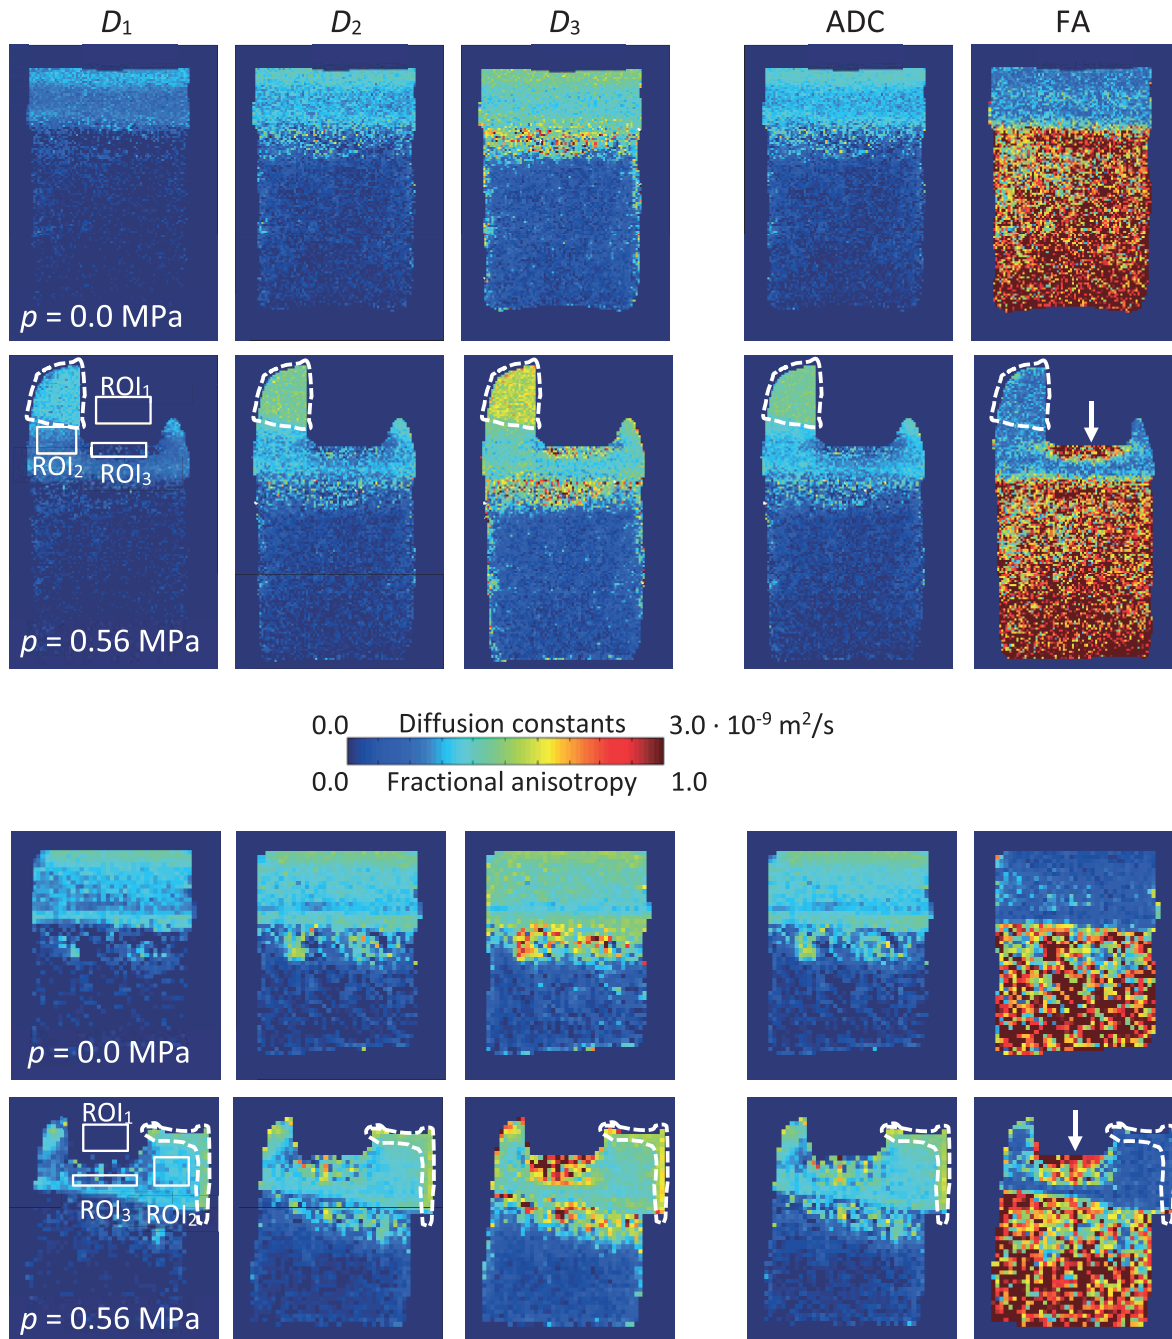 D1 D2 D3 ADC FA
p = 0.0 MPa
ROI1
ROI2 ROI3
p = 0.56 MPa
0.0 Diffusion constants 3.0 · 10-9 m2/s
0.0 Fractional anisotropy 1.0
p = 0.0 MPa
ROI1
ROI3 ROI2
p = 0.56 MPa